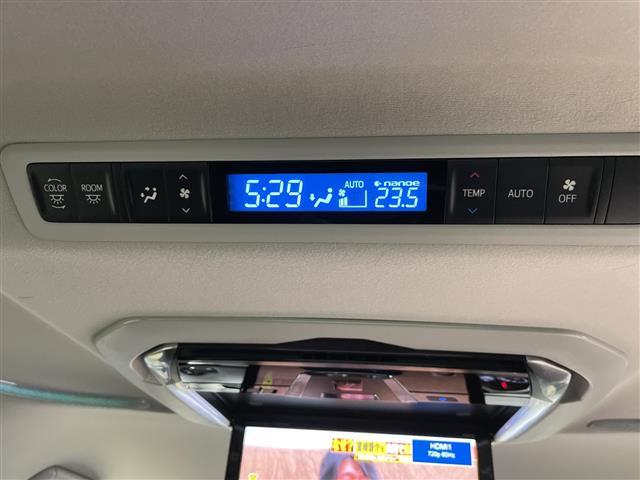 COLOR ROOM 5:29 AUTO nanoe 23.5 TEMP AUTO OFF
HDMI1
720p 60Hz